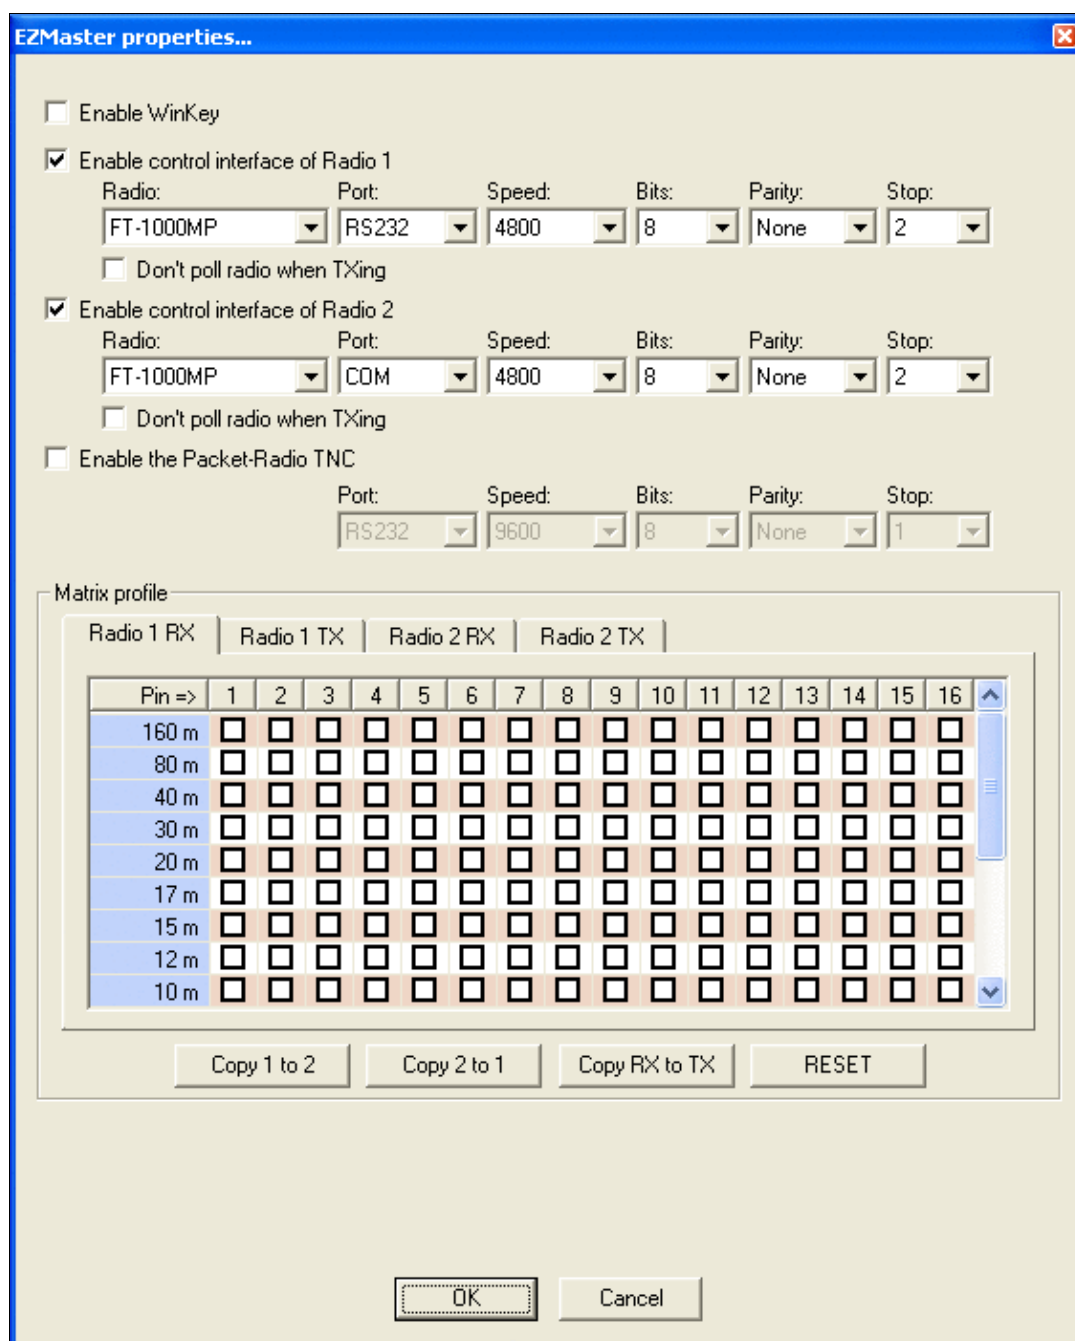 EZMaster properties...
Enable WinKey
Enable control interface of Radio 1
Radio: Port: Speed: Bits: Parity: Stop:
FT-1000MP RS232 4800 8 None 2
Don't poll radio when TXing
Enable control interface of Radio 2
Radio: Port: Speed: Bits: Parity: Stop:
FT-1000MP COM 4800 8 None 2
Don't poll radio when TXing
Enable the Packet-Radio TNC
Port: Speed: Bits: Parity: Stop:
RS232 9600 8 None 1
Matrix profile
Radio 1 RX Radio 1 TX Radio 2 RX Radio 2 TX
Pin => 1 2 3 4 5 6 7 8 9 10 11 12 13 14 15 16
160 m
80 m
40 m
30 m
20 m
17 m
15 m
12 m
10 m
Copy 1 to 2 Copy 2 to 1 Copy RX to TX RESET
OK Cancel